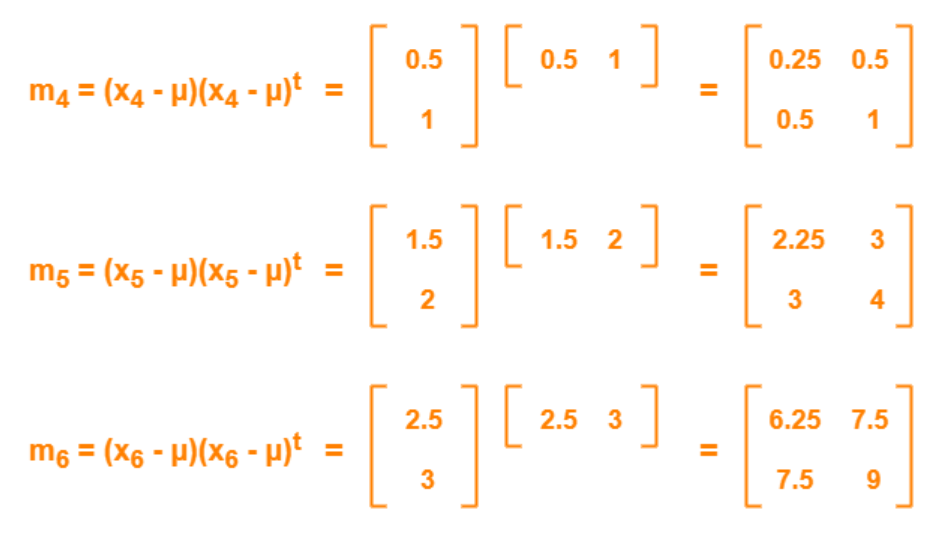 m₄ = (x₄ - μ)(x₄ - μ)ᵗ = [ 0.5 1 ] [ 0.5 1 ] = [ 0.25 0.5
0.5 1 ]
m₅ = (x₅ - μ)(x₅ - μ)ᵗ = [ 1.5 2 ] [ 1.5 2 ] = [ 2.25 3
3 4 ]
m₆ = (x₆ - μ)(x₆ - μ)ᵗ = [ 2.5 3 ] [ 2.5 3 ] = [ 6.25 7.5
7.5 9 ]